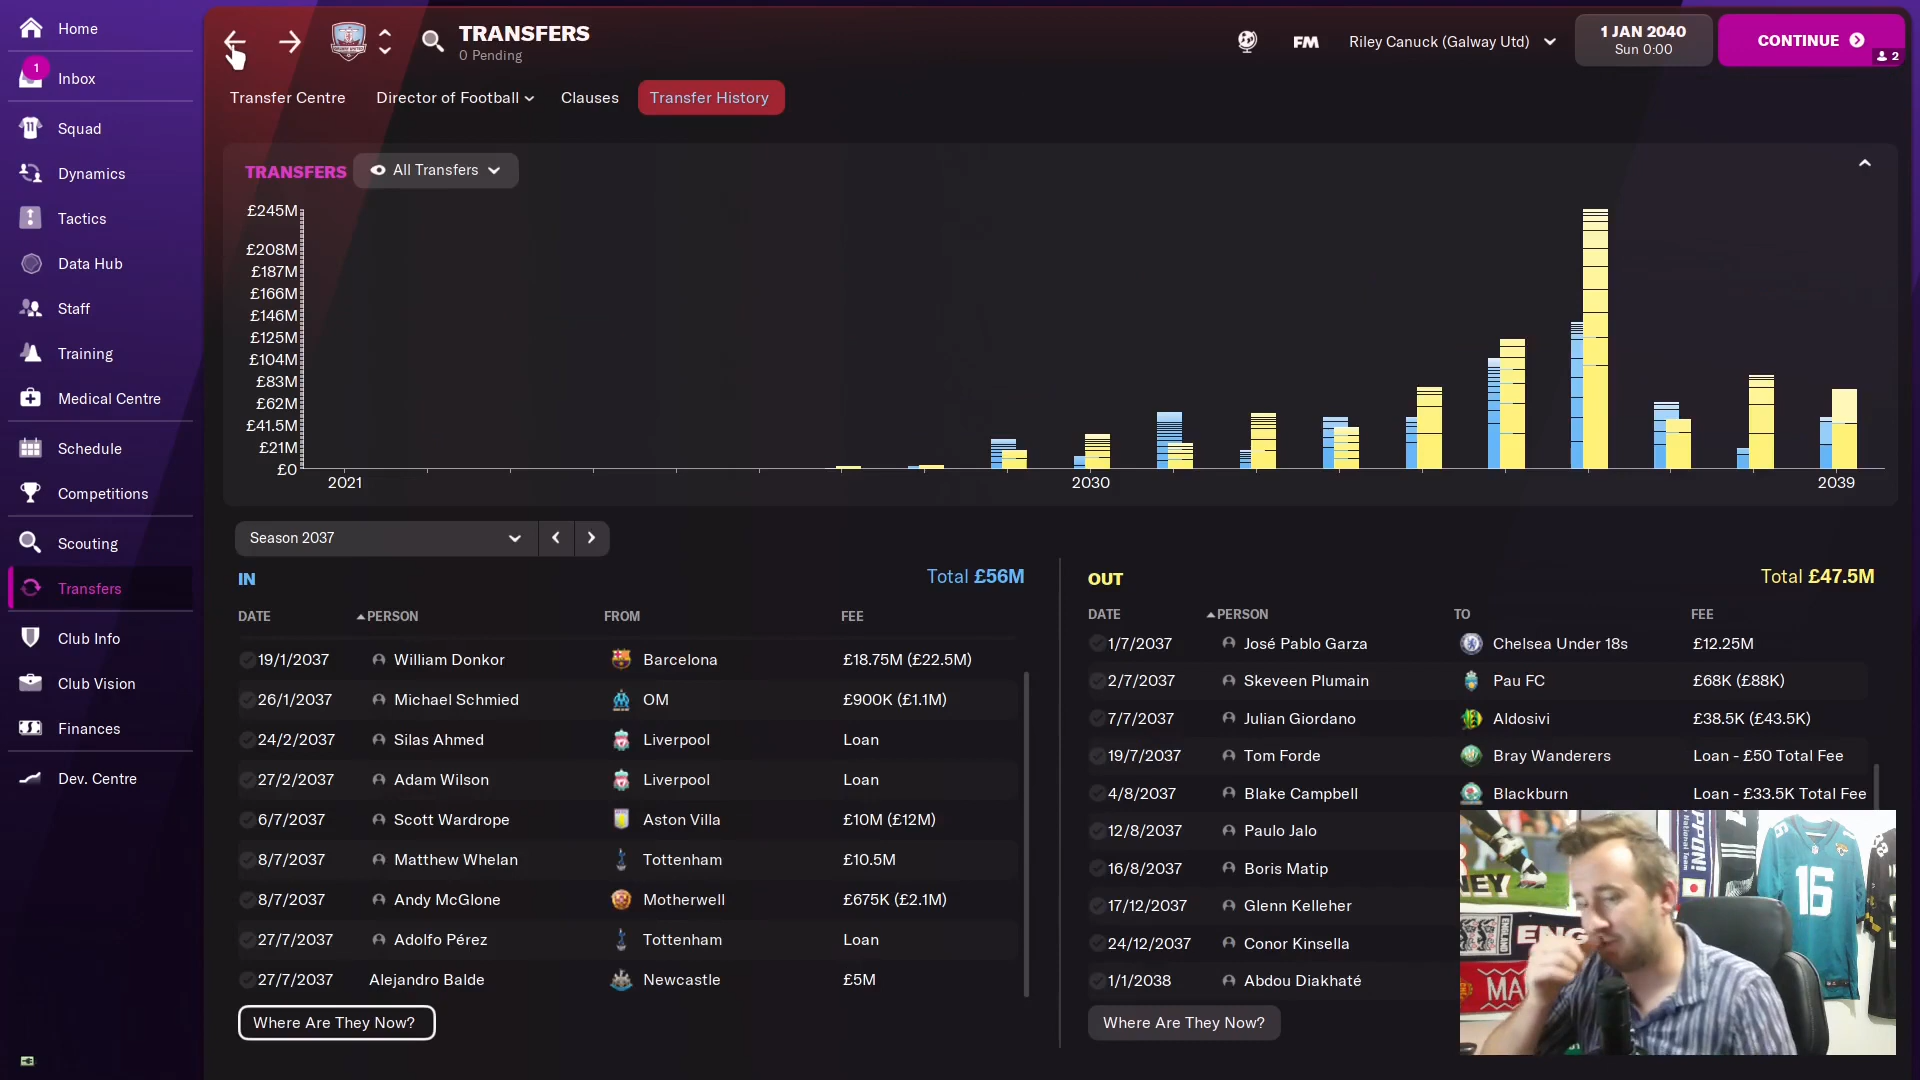 Home
TRANSFERS
0 Pending
FM
Riley Canuck (Galway Utd)
1 JAN 2040
Sun 0:00
CONTINUE
2
1
Inbox
Transfer Centre
Director of Football
Clauses
Transfer History
Squad
Dynamics
Tactics
Data Hub
Staff
Training
Medical Centre
Schedule
Competitions
Scouting
Transfers
Club Info
Club Vision
Finances
Dev. Centre
TRANSFERS
All Transfers
£245M
£208M
£187M
£166M
£146M
£125M
£104M
£83M
£62M
£41.5M
£21M
£0
2021
2030
2039
Season 2037
IN
Total £56M
DATE PERSON FROM FEE
19/1/2037 William Donkor Barcelona £18.75M (£22.5M)
26/1/2037 Michael Schmied OM £900K (£1.1M)
24/2/2037 Silas Ahmed Liverpool Loan
27/2/2037 Adam Wilson Liverpool Loan
6/7/2037 Scott Wardrope Aston Villa £10M (£12M)
8/7/2037 Matthew Whelan Tottenham £10.5M
8/7/2037 Andy McGlone Motherwell £675K (£2.1M)
27/7/2037 Adolfo Pérez Tottenham Loan
27/7/2037 Alejandro Balde Newcastle £5M
Where Are They Now?
OUT
Total £47.5M
DATE PERSON TO FEE
1/7/2037 José Pablo Garza Chelsea Under 18s £12.25M
2/7/2037 Skeveen Plumain Pau FC £68K (£88K)
7/7/2037 Julian Giordano Aldosivi £38.5K (£43.5K)
19/7/2037 Tom Forde Bray Wanderers Loan - £50 Total Fee
4/8/2037 Blake Campbell Blackburn Loan - £33.5K Total Fee
12/8/2037 Paulo Jalo
16/8/2037 Boris Matip
17/12/2037 Glenn Kelleher
24/12/2037 Conor Kinsella
1/1/2038 Abdou Diakhaté
Where Are They Now?
NEY
ENG
MA
PPON!
National Team
16